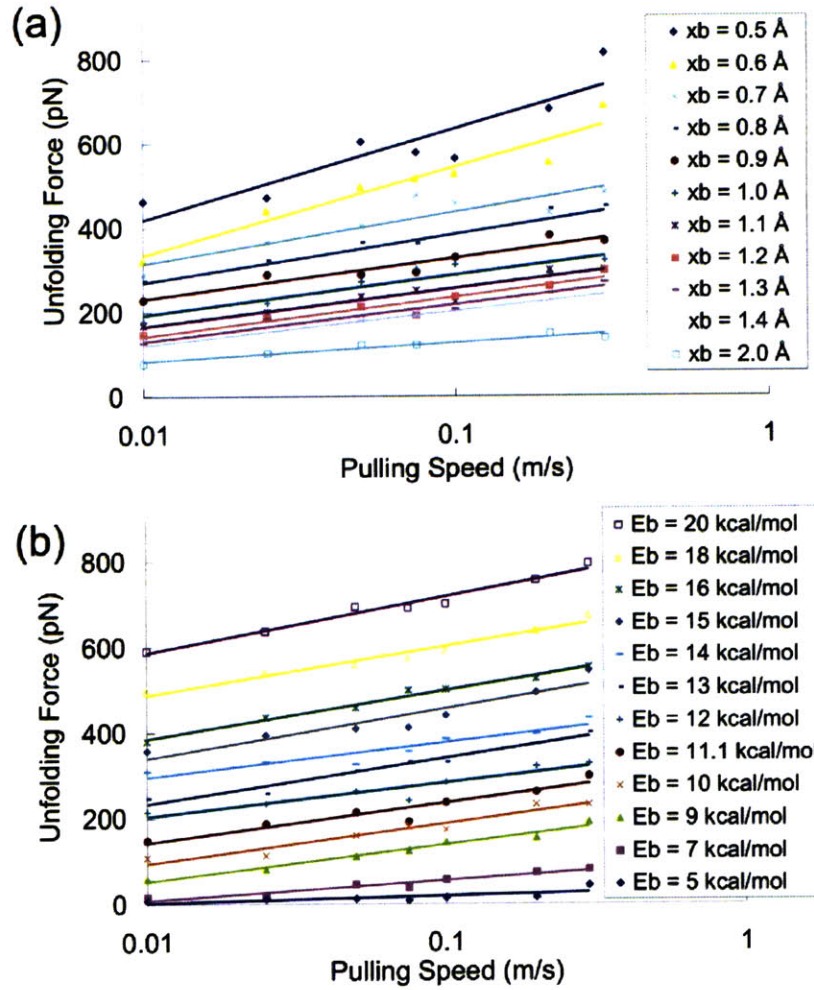 (a)
800
600
400
200
0
Unfolding Force (pN)
0.01
0.1
1
Pulling Speed (m/s)
xb = 0.5 Å
xb = 0.6 Å
xb = 0.7 Å
xb = 0.8 Å
xb = 0.9 Å
xb = 1.0 Å
xb = 1.1 Å
xb = 1.2 Å
xb = 1.3 Å
xb = 1.4 Å
xb = 2.0 Å
(b)
800
600
400
200
0
Unfolding Force (pN)
0.01
0.1
1
Pulling Speed (m/s)
Eb = 20 kcal/mol
Eb = 18 kcal/mol
Eb = 16 kcal/mol
Eb = 15 kcal/mol
Eb = 14 kcal/mol
Eb = 13 kcal/mol
Eb = 12 kcal/mol
Eb = 11.1 kcal/mol
Eb = 10 kcal/mol
Eb = 9 kcal/mol
Eb = 7 kcal/mol
Eb = 5 kcal/mol